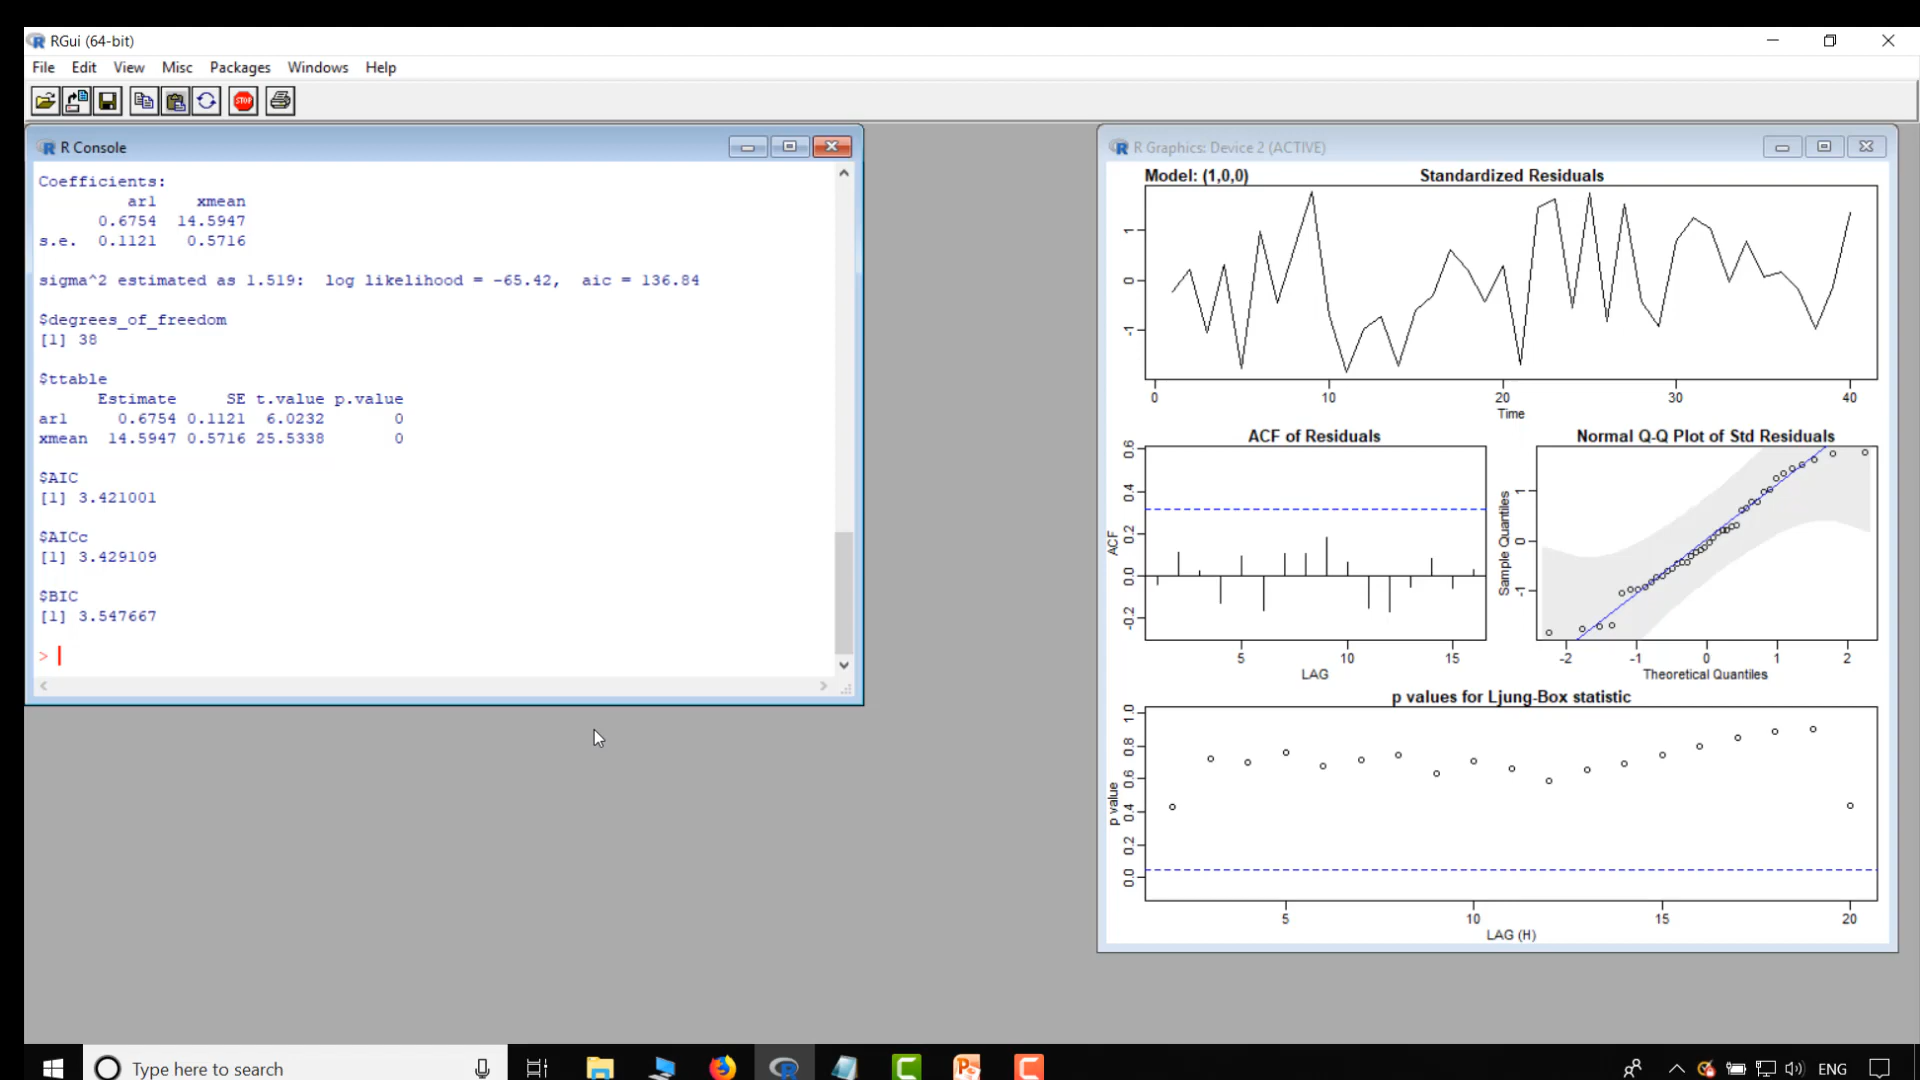 RGui (64-bit)
File Edit View Misc Packages Windows Help
STOP
R Console
Coefficients:
ar1 xmean
0.6754 14.5947
s.e. 0.1121 0.5716
sigma^2 estimated as 1.519: log likelihood = -65.42, aic = 136.84
$degrees_of_freedom
[1] 38
$ttable
Estimate SE t.value p.value
ar1 0.6754 0.1121 6.0232 0
xmean 14.5947 0.5716 25.5338 0
$AIC
[1] 3.421001
$AICc
[1] 3.429109
$BIC
[1] 3.547667
>
R Graphics: Device 2 (ACTIVE)
Model: (1,0,0) Standardized Residuals
1
0
-1
0 10 20 30 40
Time
ACF of Residuals
ACF
0.6
0.4
0.2
0.0
-0.2
5 10 15
LAG
Normal Q-Q Plot of Std Residuals
Sample Quantiles
1
0
-1
-2 -1 0 1 2
Theoretical Quantiles
p values for Ljung-Box statistic
p value
1.0
0.8
0.6
0.4
0.2
0.0
5 10 15 20
LAG (H)
Type here to search
ENG